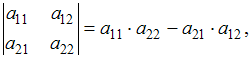 | a₁₁ a₁₂ |
| a₂₁ a₂₂ | = a₁₁ · a₂₂ − a₂₁ · a₁₂ ,